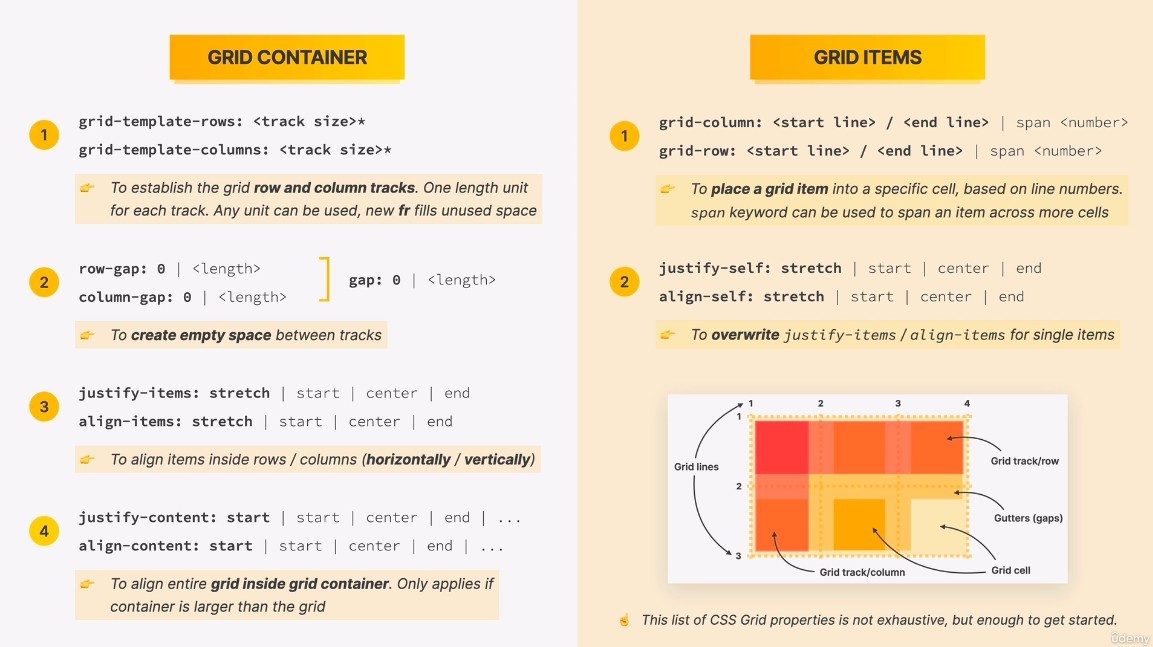 GRID CONTAINER
1
grid-template-rows: <track size>*
grid-template-columns: <track size>*
To establish the grid row and column tracks. One length unit
for each track. Any unit can be used, new fr fills unused space
2
row-gap: 0 | <length>
column-gap: 0 | <length>
gap: 0 | <length>
To create empty space between tracks
3
justify-items: stretch | start | center | end
align-items: stretch | start | center | end
To align items inside rows / columns (horizontally / vertically)
4
justify-content: start | start | center | end | ...
align-content: start | start | center | end | ...
To align entire grid inside grid container. Only applies if
container is larger than the grid
GRID ITEMS
1
grid-column: <start line> / <end line> | span <number>
grid-row: <start line> / <end line> | span <number>
To place a grid item into a specific cell, based on line numbers.
span keyword can be used to span an item across more cells
2
justify-self: stretch | start | center | end
align-self: stretch | start | center | end
To overwrite justify-items / align-items for single items
1 2 3 4
1
Grid track/row
Grid lines
2
Gutters (gaps)
3
Grid track/column
Grid cell
This list of CSS Grid properties is not exhaustive, but enough to get started.
ûdemy